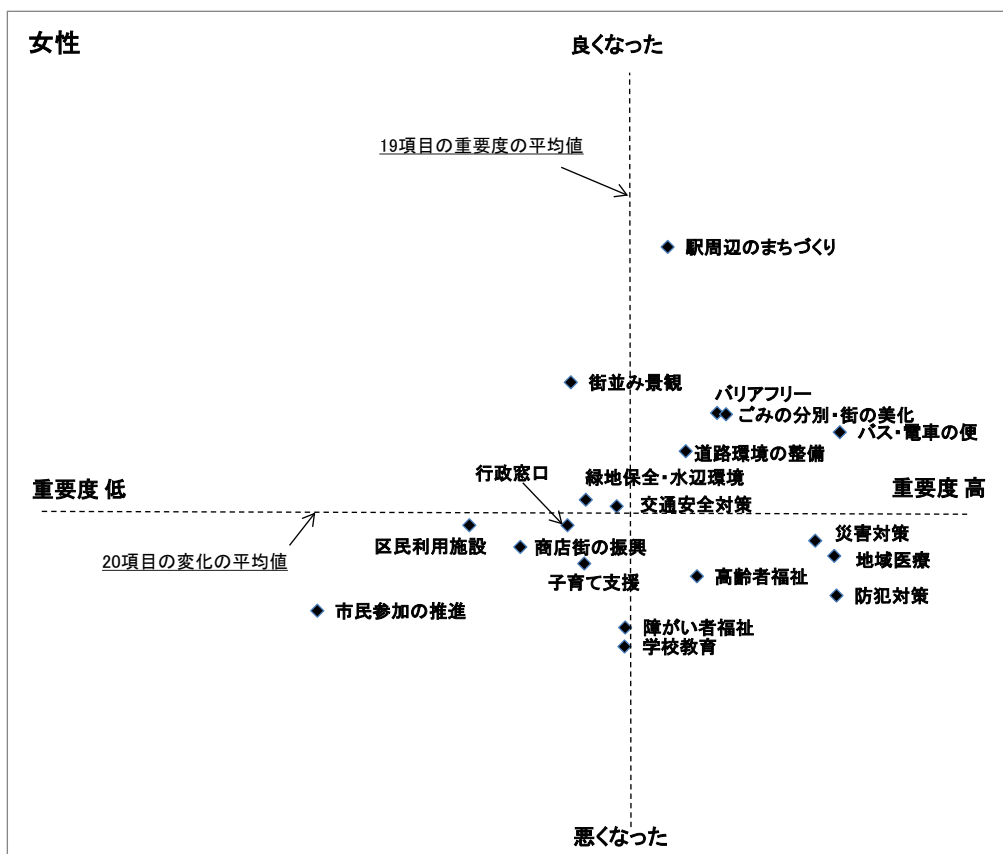 女性
良くなった
19項目の重要度の平均値
駅周辺のまちづくり
街並み景観
バリアフリー
ごみの分別・街の美化
バス・電車の便
道路環境の整備
行政窓口
緑地保全・水辺環境
重要度 低
重要度 高
交通安全対策
災害対策
区民利用施設
商店街の振興
20項目の変化の平均値
地域医療
子育て支援
高齢者福祉
防犯対策
市民参加の推進
障がい者福祉
学校教育
悪くなった